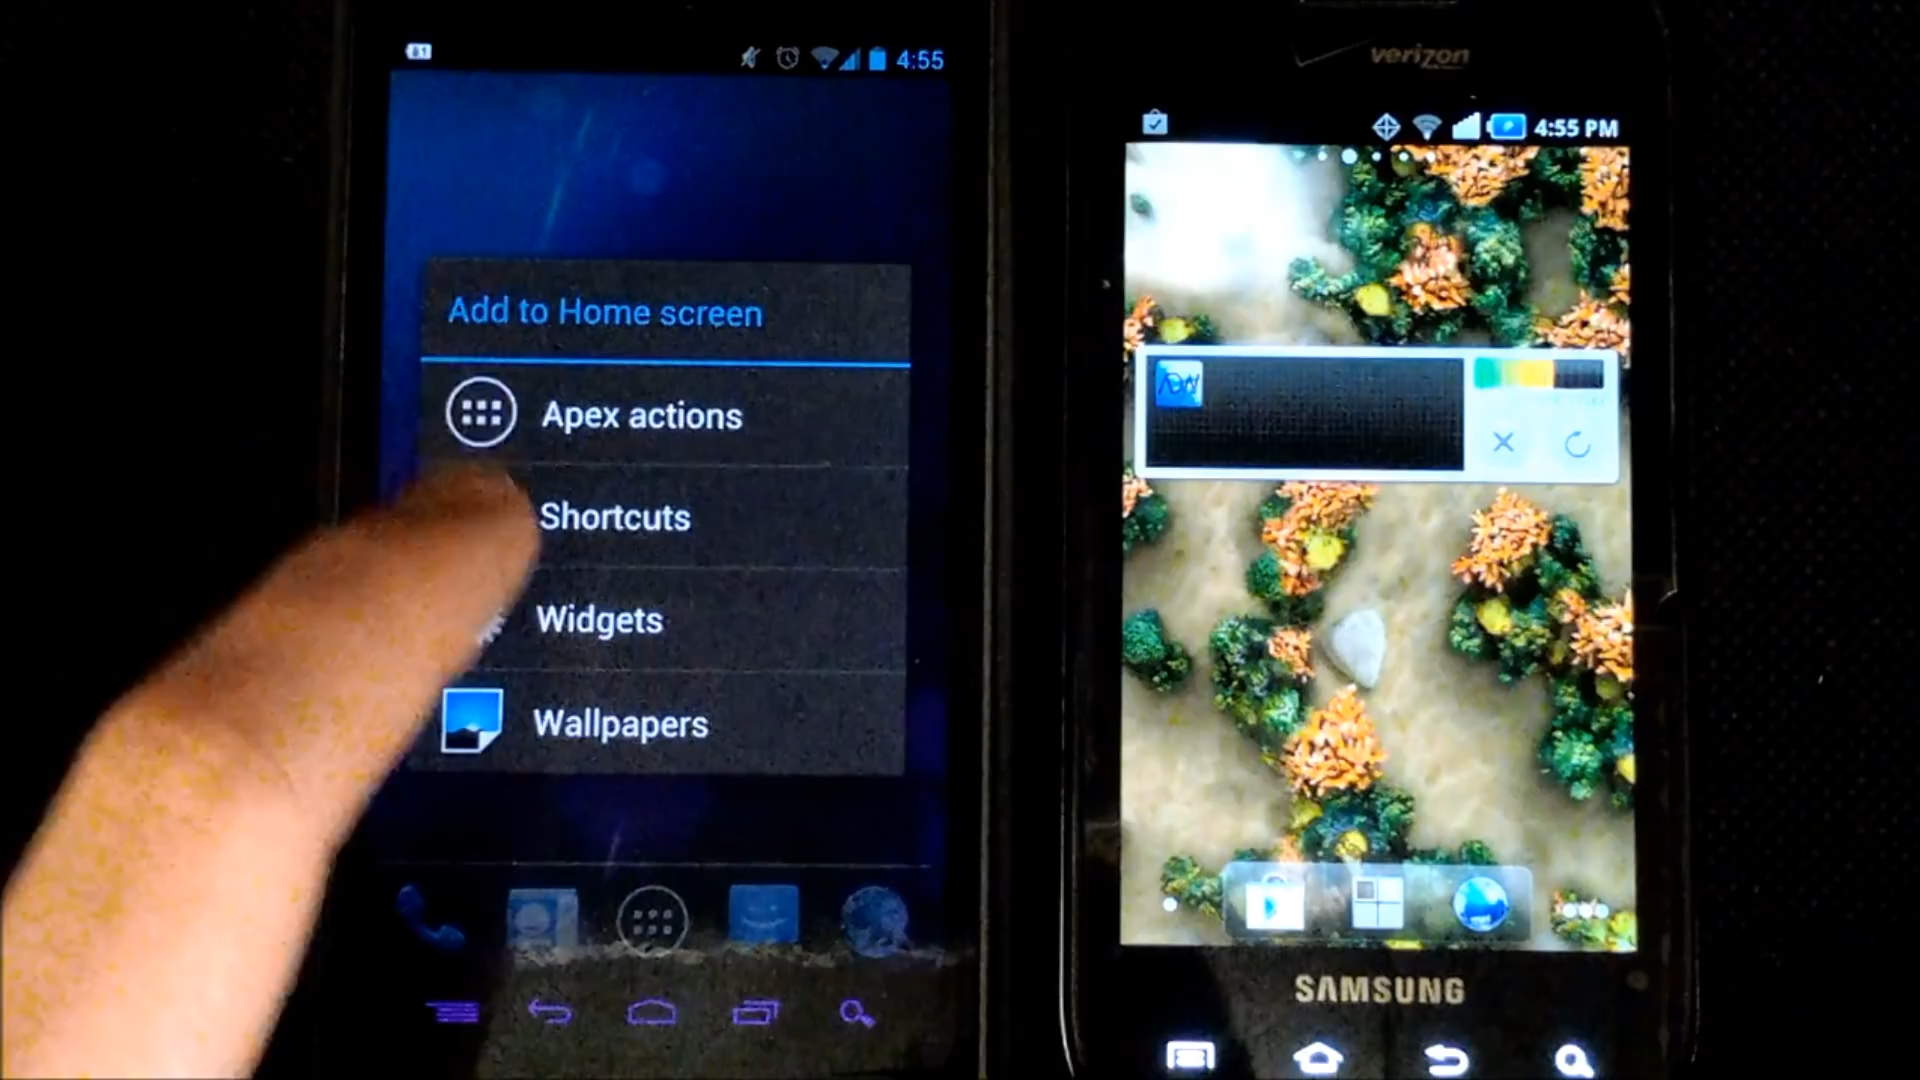 4:55
Add to Home screen
Apex actions
Shortcuts
Widgets
Wallpapers
verizon
4:55 PM
SAMSUNG